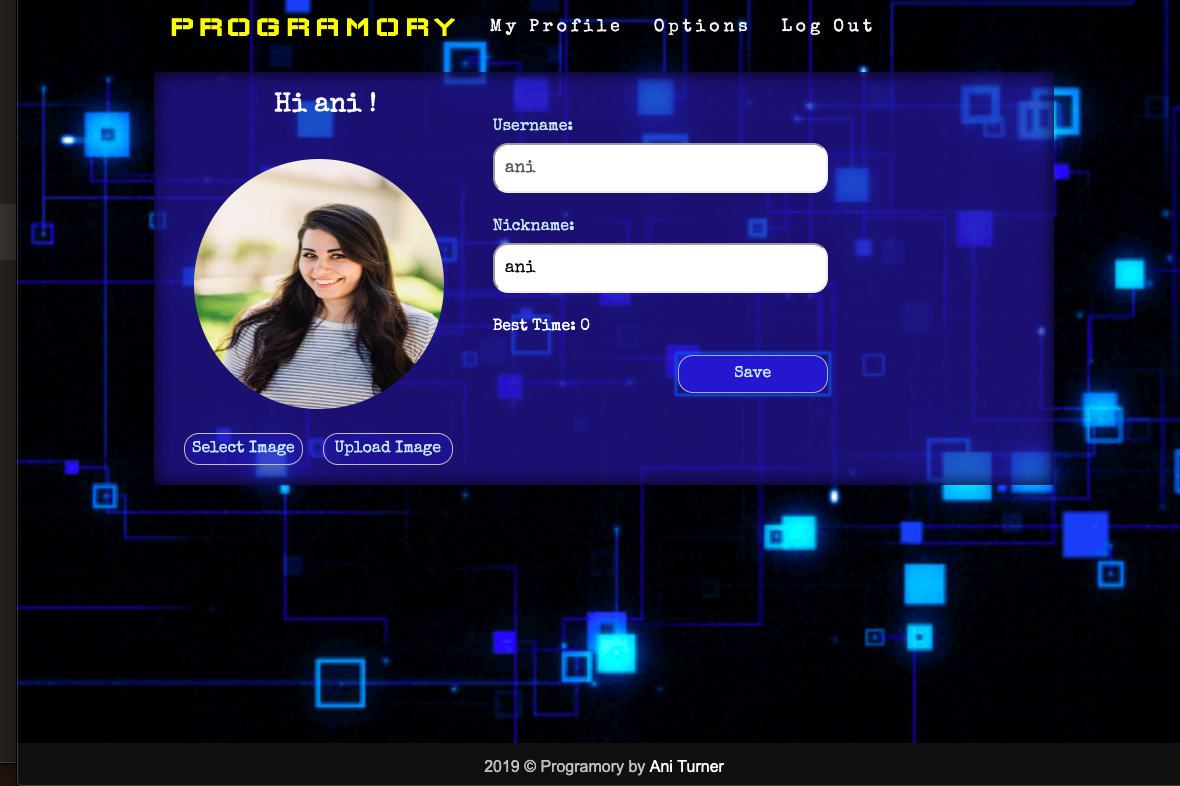 PROGRAMORY My Profile Options Log Out
Hi ani !
Username:
ani
Nickname:
ani
Best Time: 0
Save
Select Image Upload Image
2019 © Programory by Ani Turner